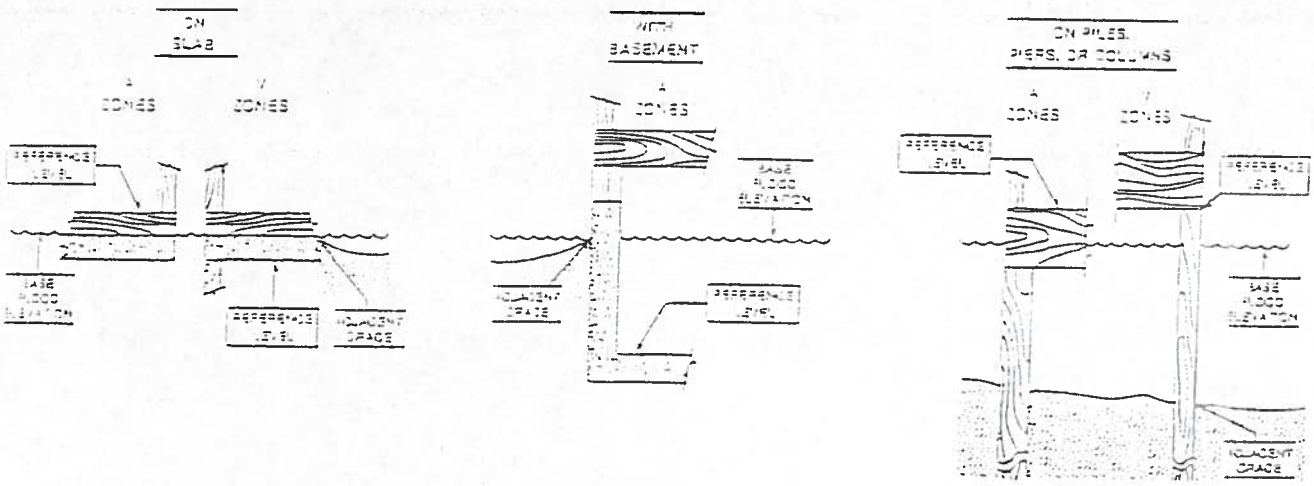 ON
SLAB
A
ZONES
V
ZONES
REFERENCE
LEVEL
BASE
FLOOD
ELEVATION
REFERENCE
LEVEL
ADJACENT
GRADE
WITH
BASEMENT
A
ZONES
BASE
FLOOD
ELEVATION
ADJACENT
GRADE
REFERENCE
LEVEL
ON PILES,
PIERS, OR COLUMNS
A
ZONES
V
ZONES
REFERENCE
LEVEL
REFERENCE
LEVEL
BASE
FLOOD
ELEVATION
ADJACENT
GRADE